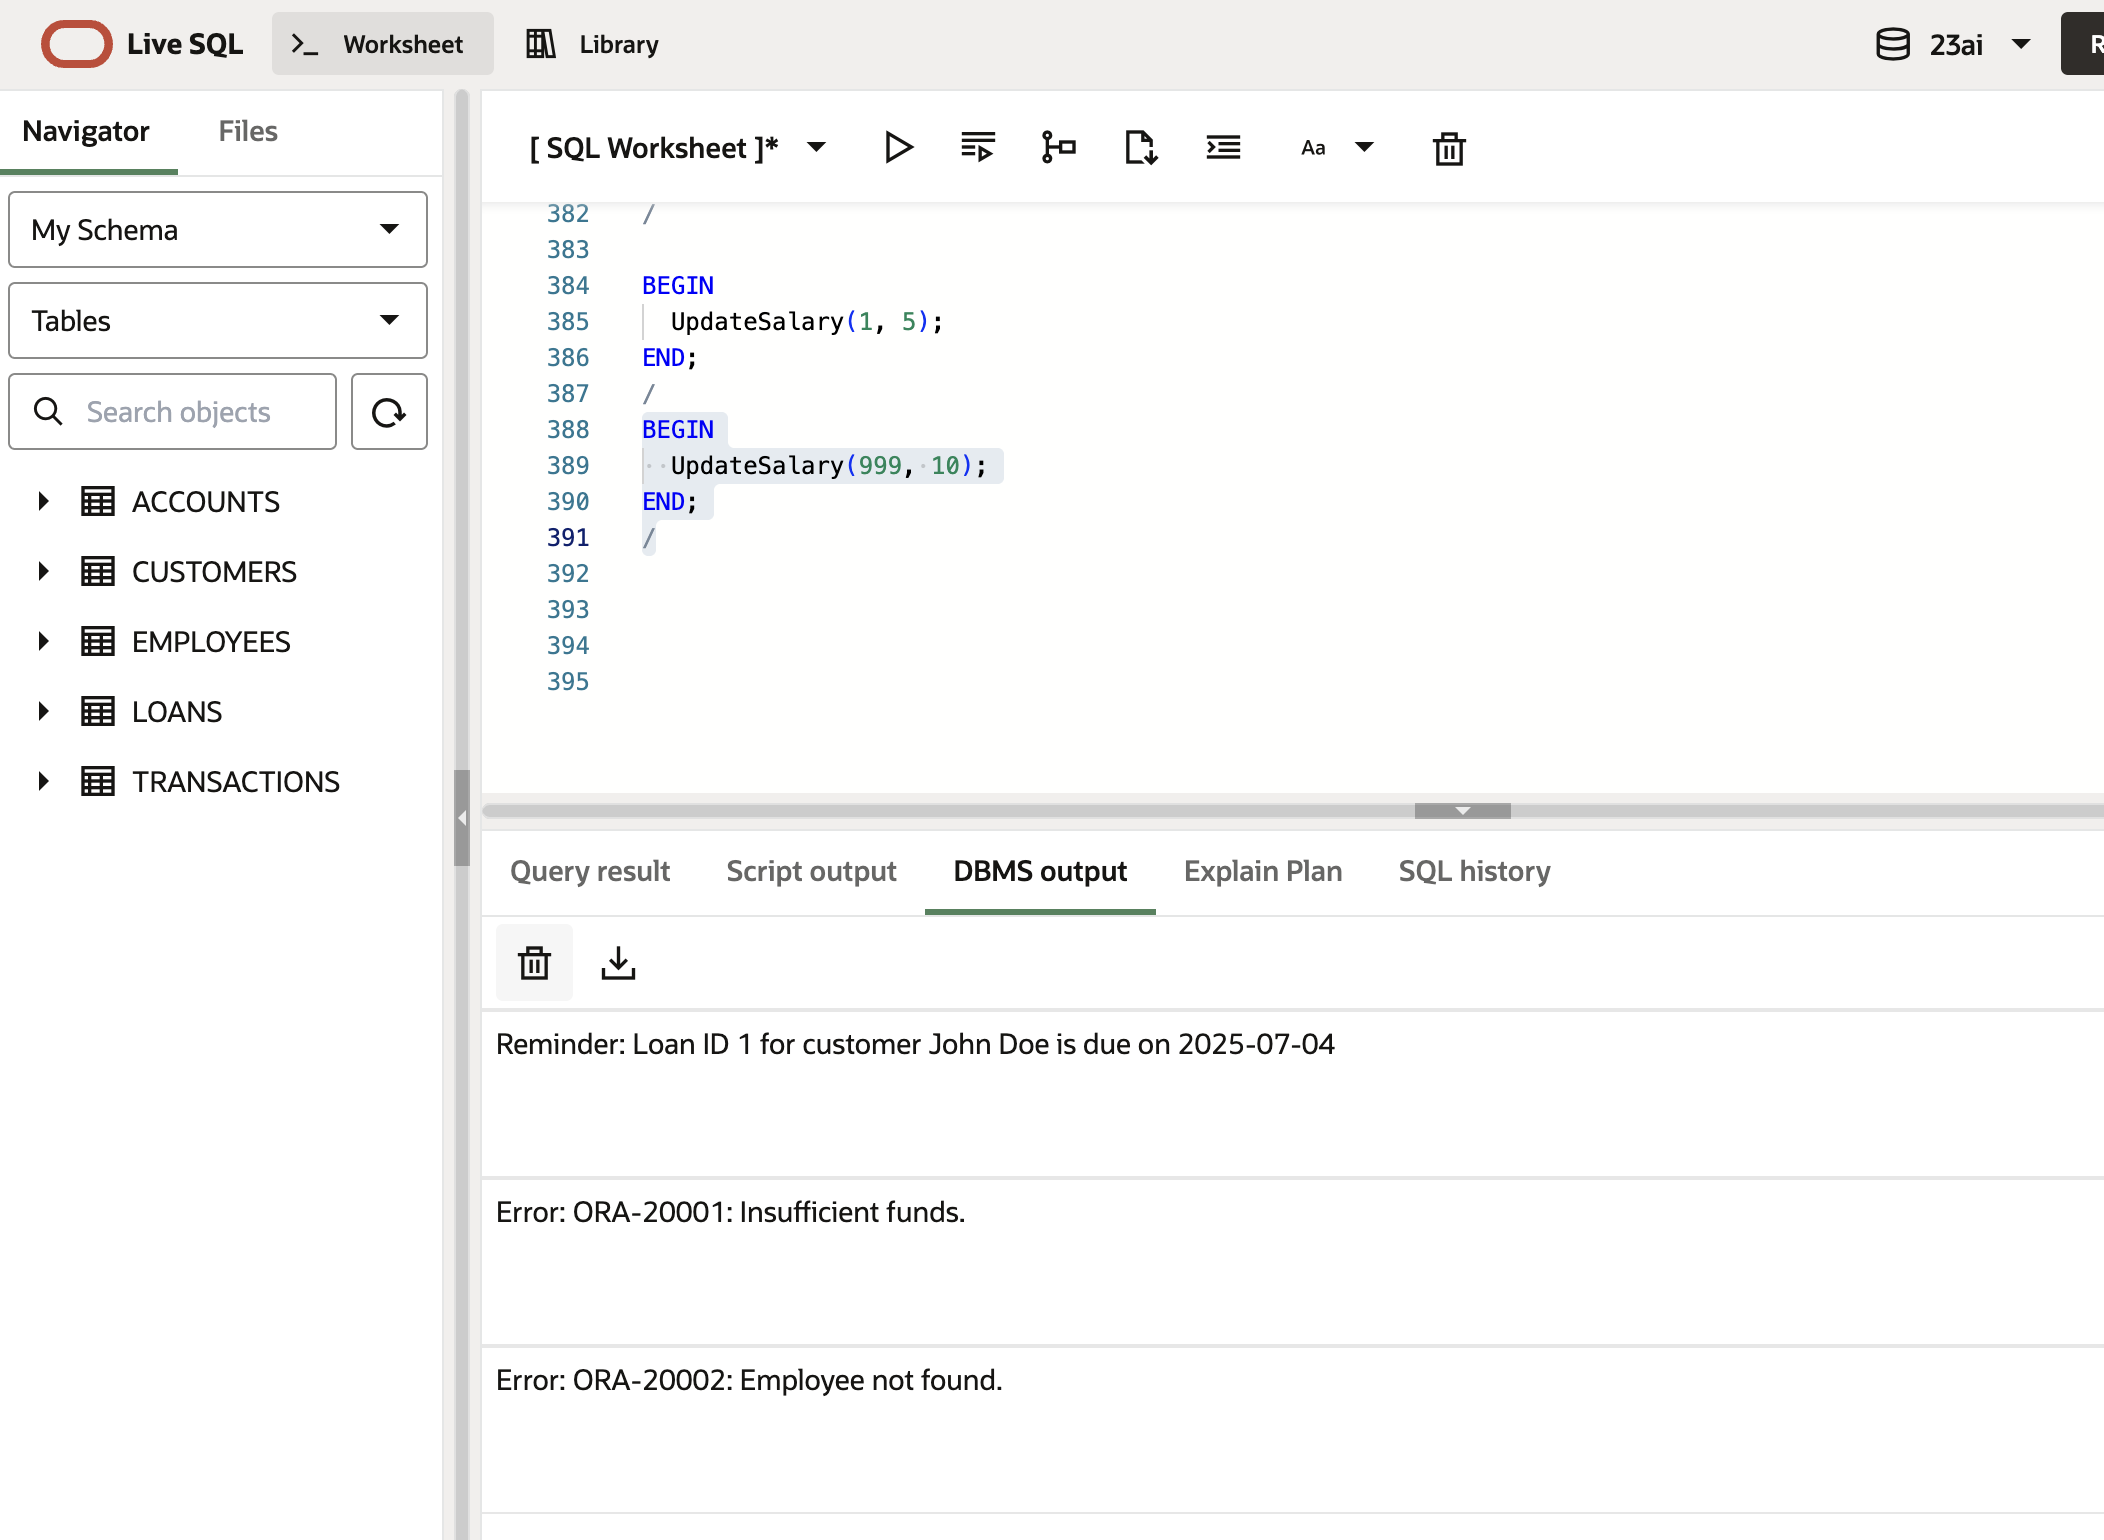 Live SQL
Worksheet
Library
23ai
R
Navigator
Files
My Schema
Tables
Search objects
ACCOUNTS
CUSTOMERS
EMPLOYEES
LOANS
TRANSACTIONS
[ SQL Worksheet ]*
Aa
382 /
383
384 BEGIN
385 UpdateSalary(1, 5);
386 END;
387 /
388 BEGIN
389 UpdateSalary(999, 10);
390 END;
391 /
392
393
394
395
Query result
Script output
DBMS output
Explain Plan
SQL history
Reminder: Loan ID 1 for customer John Doe is due on 2025-07-04
Error: ORA-20001: Insufficient funds.
Error: ORA-20002: Employee not found.